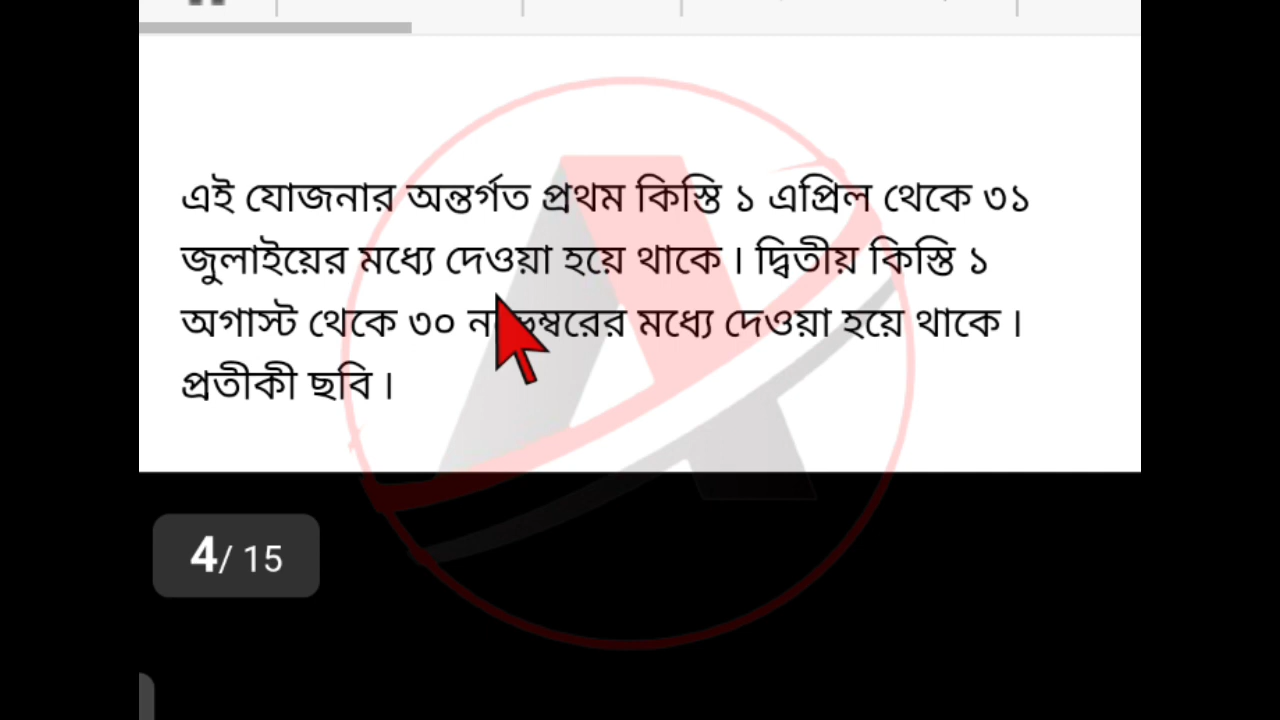 এই যোজনার অন্তর্গত প্রথম কিস্তি ১ এপ্রিল থেকে ৩১
জুলাইয়ের মধ্যে দেওয়া হয়ে থাকে । দ্বিতীয় কিস্তি ১
অগাস্ট থেকে ৩০ নভেম্বরের মধ্যে দেওয়া হয়ে থাকে ।
প্রতীকী ছবি ।
4/ 15